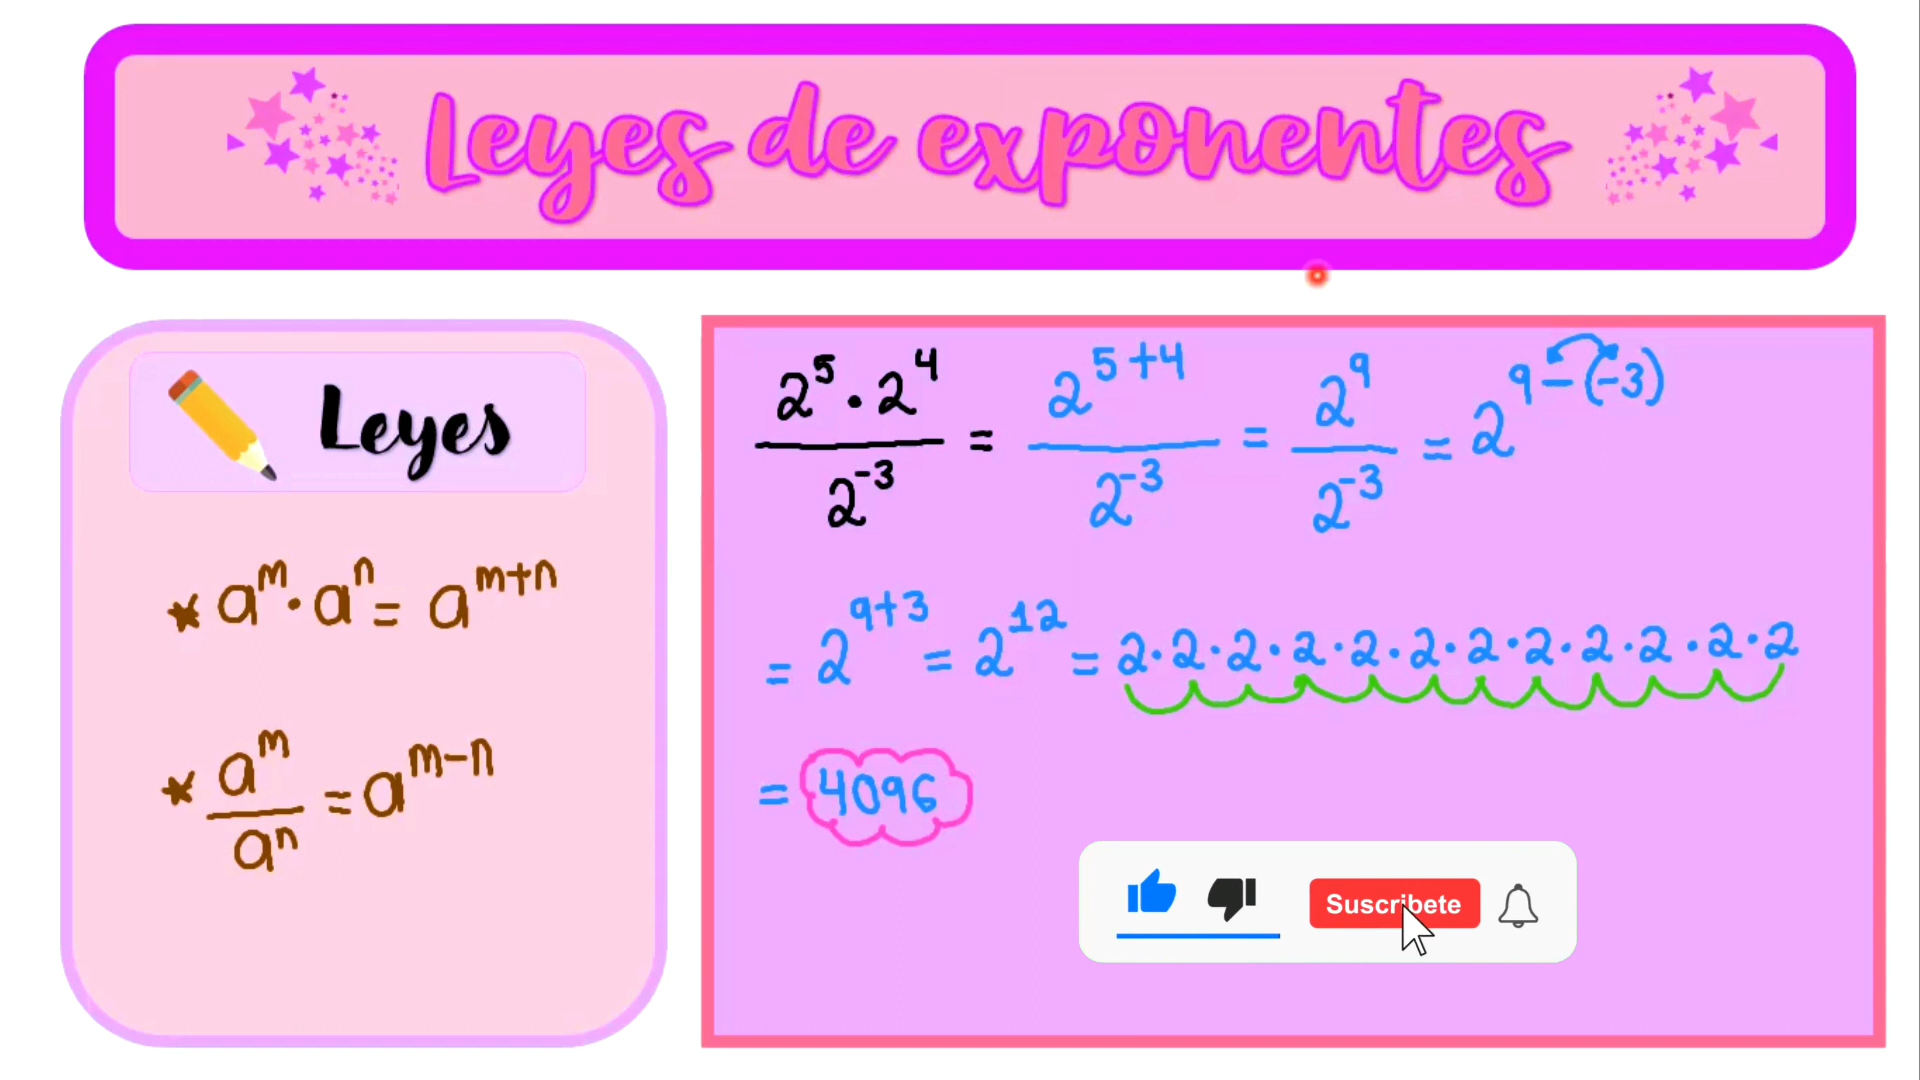 Leyes de exponentes
Leyes
* a^m · a^n = a^(m+n)
* a^m / a^n = a^(m-n)
(2^5 · 2^4) / 2^-3 = 2^(5+4) / 2^-3 = 2^9 / 2^-3 = 2^(9-(-3))
= 2^(9+3) = 2^12 = 2·2·2·2·2·2·2·2·2·2·2·2
= 4096
Suscribete